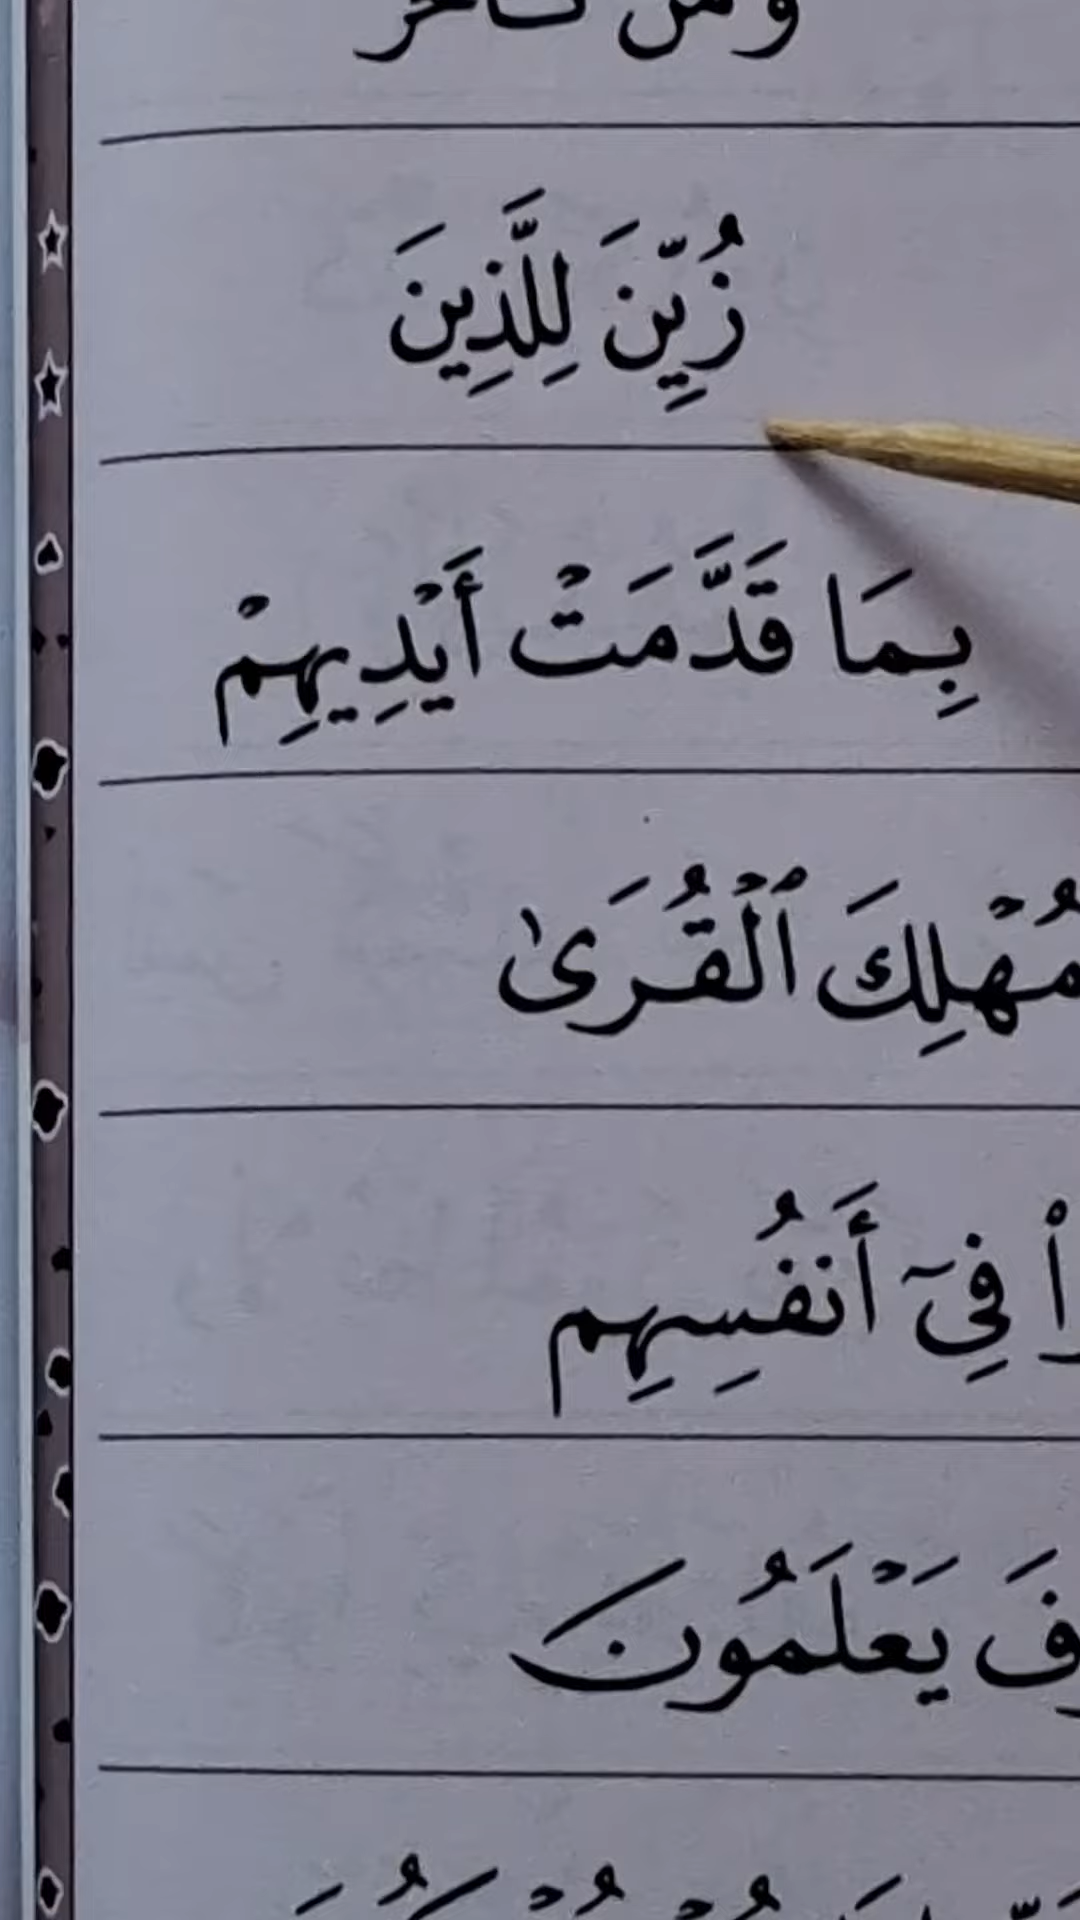 زُيِّنَ لِلَّذِينَ
بِمَا قَدَّمَتۡ أَيۡدِيهِمۡ
مُهۡلِكَ ٱلۡقُرَىٰ
فِيٓ أَنفُسِهِم
يَعۡلَمُونَ